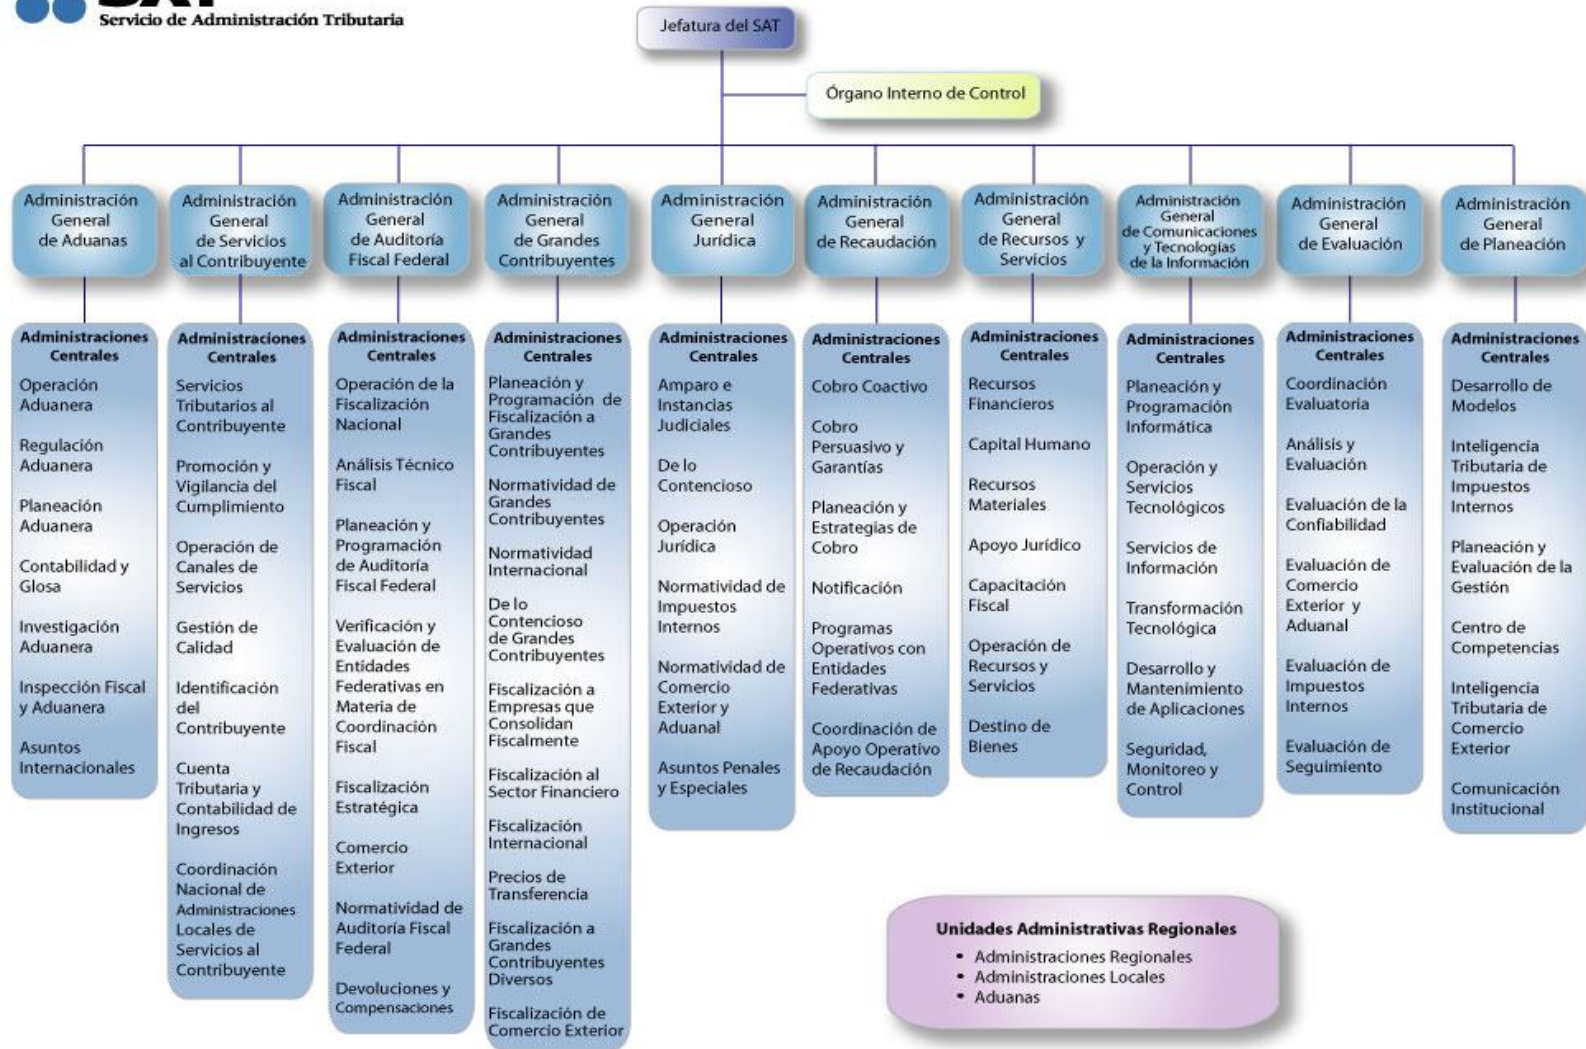 SAT
Servicio de Administración Tributaria
Jefatura del SAT
Órgano Interno de Control
Administración
General
de Aduanas
Administración
General
de Servicios
al Contribuyente
Administración
General
de Auditoría
Fiscal Federal
Administración
General
de Grandes
Contribuyentes
Administración
General
Jurídica
Administración
General
de Recaudación
Administración
General
de Recursos y
Servicios
Administración
General
de Comunicaciones
y Tecnologías
de la Información
Administración
General
de Evaluación
Administración
General
de Planeación
Administraciones
Centrales
Operación
Aduanera
Regulación
Aduanera
Planeación
Aduanera
Contabilidad y
Glosa
Investigación
Aduanera
Inspección Fiscal
y Aduanera
Asuntos
Internacionales
Administraciones
Centrales
Servicios
Tributarios al
Contribuyente
Promoción y
Vigilancia del
Cumplimiento
Operación de
Canales de
Servicios
Gestión de
Calidad
Identificación
del
Contribuyente
Cuenta
Tributaria y
Contabilidad de
Ingresos
Coordinación
Nacional de
Administraciones
Locales de
Servicios al
Contribuyente
Administraciones
Centrales
Operación de la
Fiscalización
Nacional
Análisis Técnico
Fiscal
Planeación y
Programación
de Auditoría
Fiscal Federal
Verificación y
Evaluación de
Entidades
Federativas en
Materia de
Coordinación
Fiscal
Fiscalización
Estratégica
Comercio
Exterior
Normatividad de
Auditoría Fiscal
Federal
Devoluciones y
Compensaciones
Administraciones
Centrales
Planeación y
Programación de
Fiscalización a
Grandes
Contribuyentes
Normatividad de
Grandes
Contribuyentes
Normatividad
Internacional
De lo
Contencioso
de Grandes
Contribuyentes
Fiscalización a
Empresas que
Consolidan
Fiscalmente
Fiscalización al
Sector Financiero
Fiscalización
Internacional
Precios de
Transferencia
Fiscalización a
Grandes
Contribuyentes
Diversos
Fiscalización de
Comercio Exterior
Administraciones
Centrales
Amparo e
Instancias
Judiciales
De lo
Contencioso
Operación
Jurídica
Normatividad de
Impuestos
Internos
Normatividad de
Comercio
Exterior y
Aduanal
Asuntos Penales
y Especiales
Administraciones
Centrales
Cobro Coactivo
Cobro
Persuasivo y
Garantías
Planeación y
Estrategias de
Cobro
Notificación
Programas
Operativos con
Entidades
Federativas
Coordinación de
Apoyo Operativo
de Recaudación
Administraciones
Centrales
Recursos
Financieros
Capital Humano
Recursos
Materiales
Apoyo Jurídico
Capacitación
Fiscal
Operación de
Recursos y
Servicios
Destino de
Bienes
Administraciones
Centrales
Planeación y
Programación
Informática
Operación y
Servicios
Tecnológicos
Servicios de
Información
Transformación
Tecnológica
Desarrollo y
Mantenimiento
de Aplicaciones
Seguridad,
Monitoreo y
Control
Administraciones
Centrales
Coordinación
Evaluatoria
Análisis y
Evaluación
Evaluación de la
Confiabilidad
Evaluación de
Comercio
Exterior y
Aduanal
Evaluación de
Impuestos
Internos
Evaluación de
Seguimiento
Administraciones
Centrales
Desarrollo de
Modelos
Inteligencia
Tributaria de
Impuestos
Internos
Planeación y
Evaluación de la
Gestión
Centro de
Competencias
Inteligencia
Tributaria de
Comercio
Exterior
Comunicación
Institucional
Unidades Administrativas Regionales
• Administraciones Regionales
• Administraciones Locales
• Aduanas